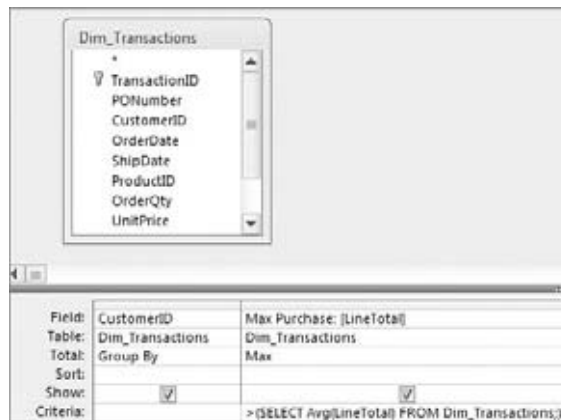 Dim_Transactions
*
TransactionID
PONumber
CustomerID
OrderDate
ShipDate
ProductID
OrderQty
UnitPrice
Field: CustomerID Max Purchase: [LineTotal]
Table: Dim_Transactions Dim_Transactions
Total: Group By Max
Sort:
Show:
Criteria: >(SELECT Avg(LineTotal) FROM Dim_Transactions;)